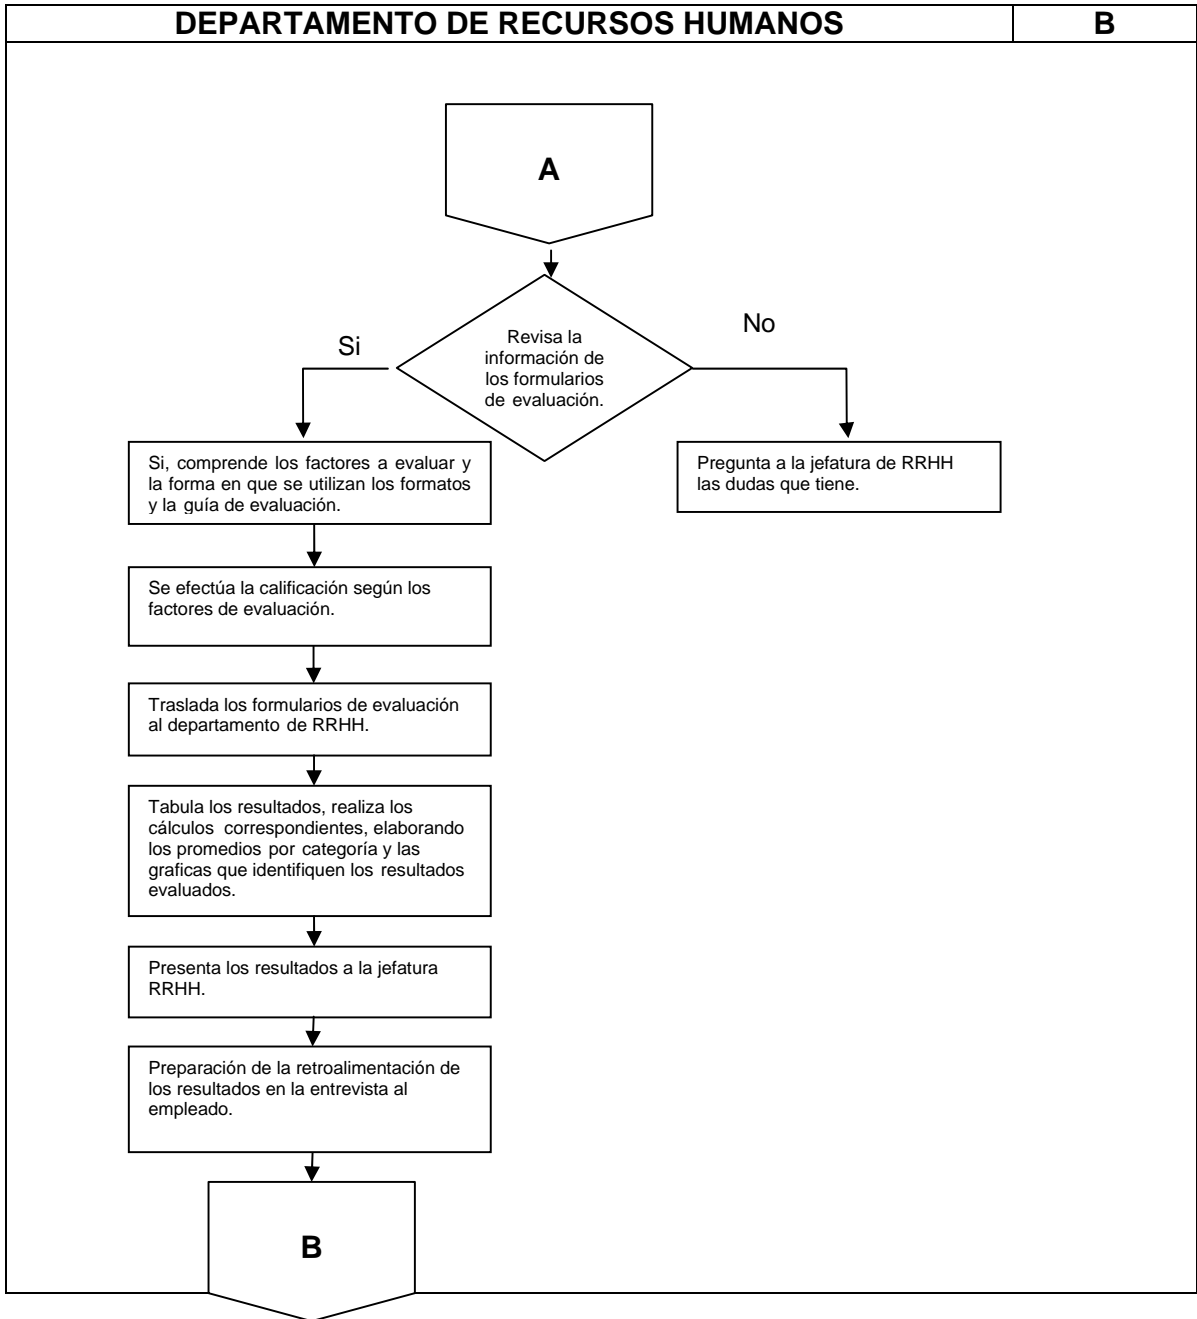 DEPARTAMENTO DE RECURSOS HUMANOS B
A
Si
No
Revisa la
información de
los formularios
de evaluación.
Si, comprende los factores a evaluar y
la forma en que se utilizan los formatos
y la guía de evaluación.
Pregunta a la jefatura de RRHH
las dudas que tiene.
Se efectúa la calificación según los
factores de evaluación.
Traslada los formularios de evaluación
al departamento de RRHH.
Tabula los resultados, realiza los
cálculos correspondientes, elaborando
los promedios por categoría y las
graficas que identifiquen los resultados
evaluados.
Presenta los resultados a la jefatura
RRHH.
Preparación de la retroalimentación de
los resultados en la entrevista al
empleado.
B